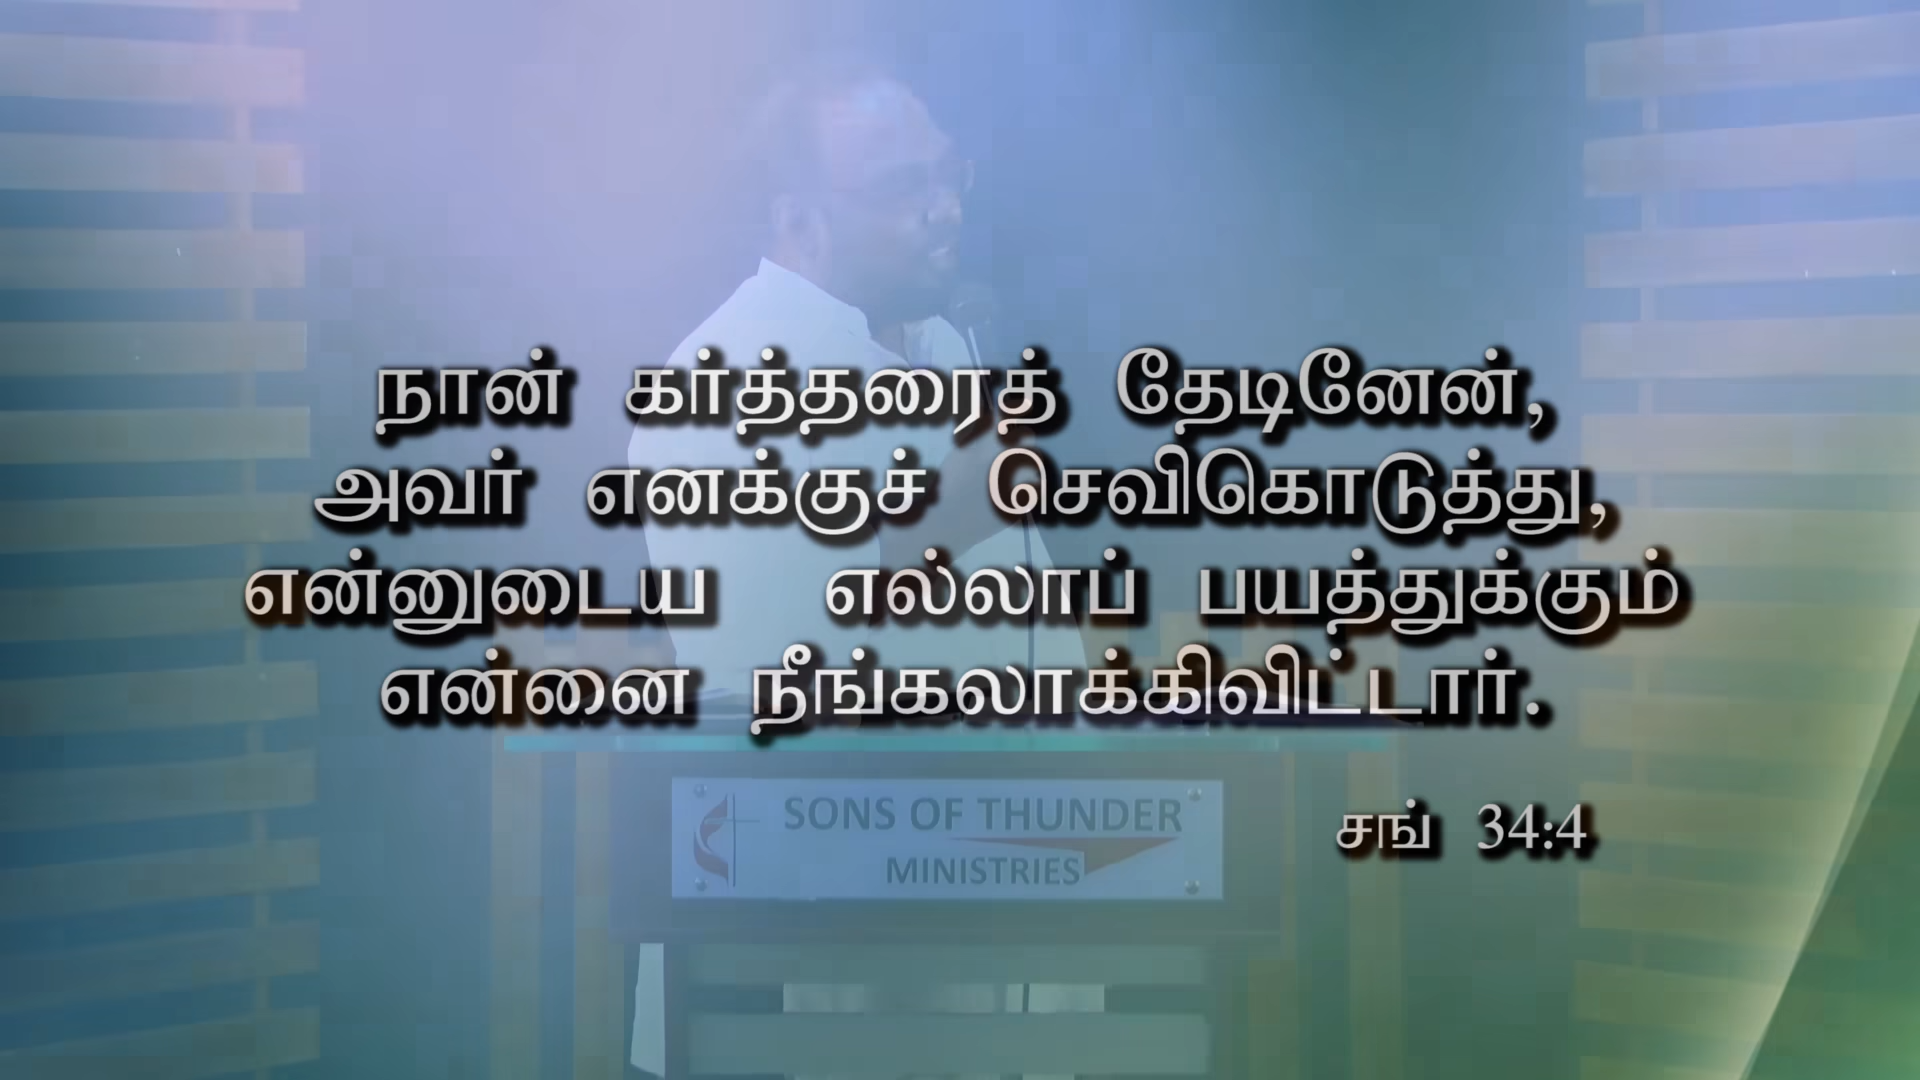 நான் கர்த்தரைத் தேடினேன்,
அவர் எனக்குச் செவிகொடுத்து,
என்னுடைய எல்லாப் பயத்துக்கும்
என்னை நீங்கலாக்கிவிட்டார்.
சங் 34:4
SONS OF THUNDER
MINISTRIES